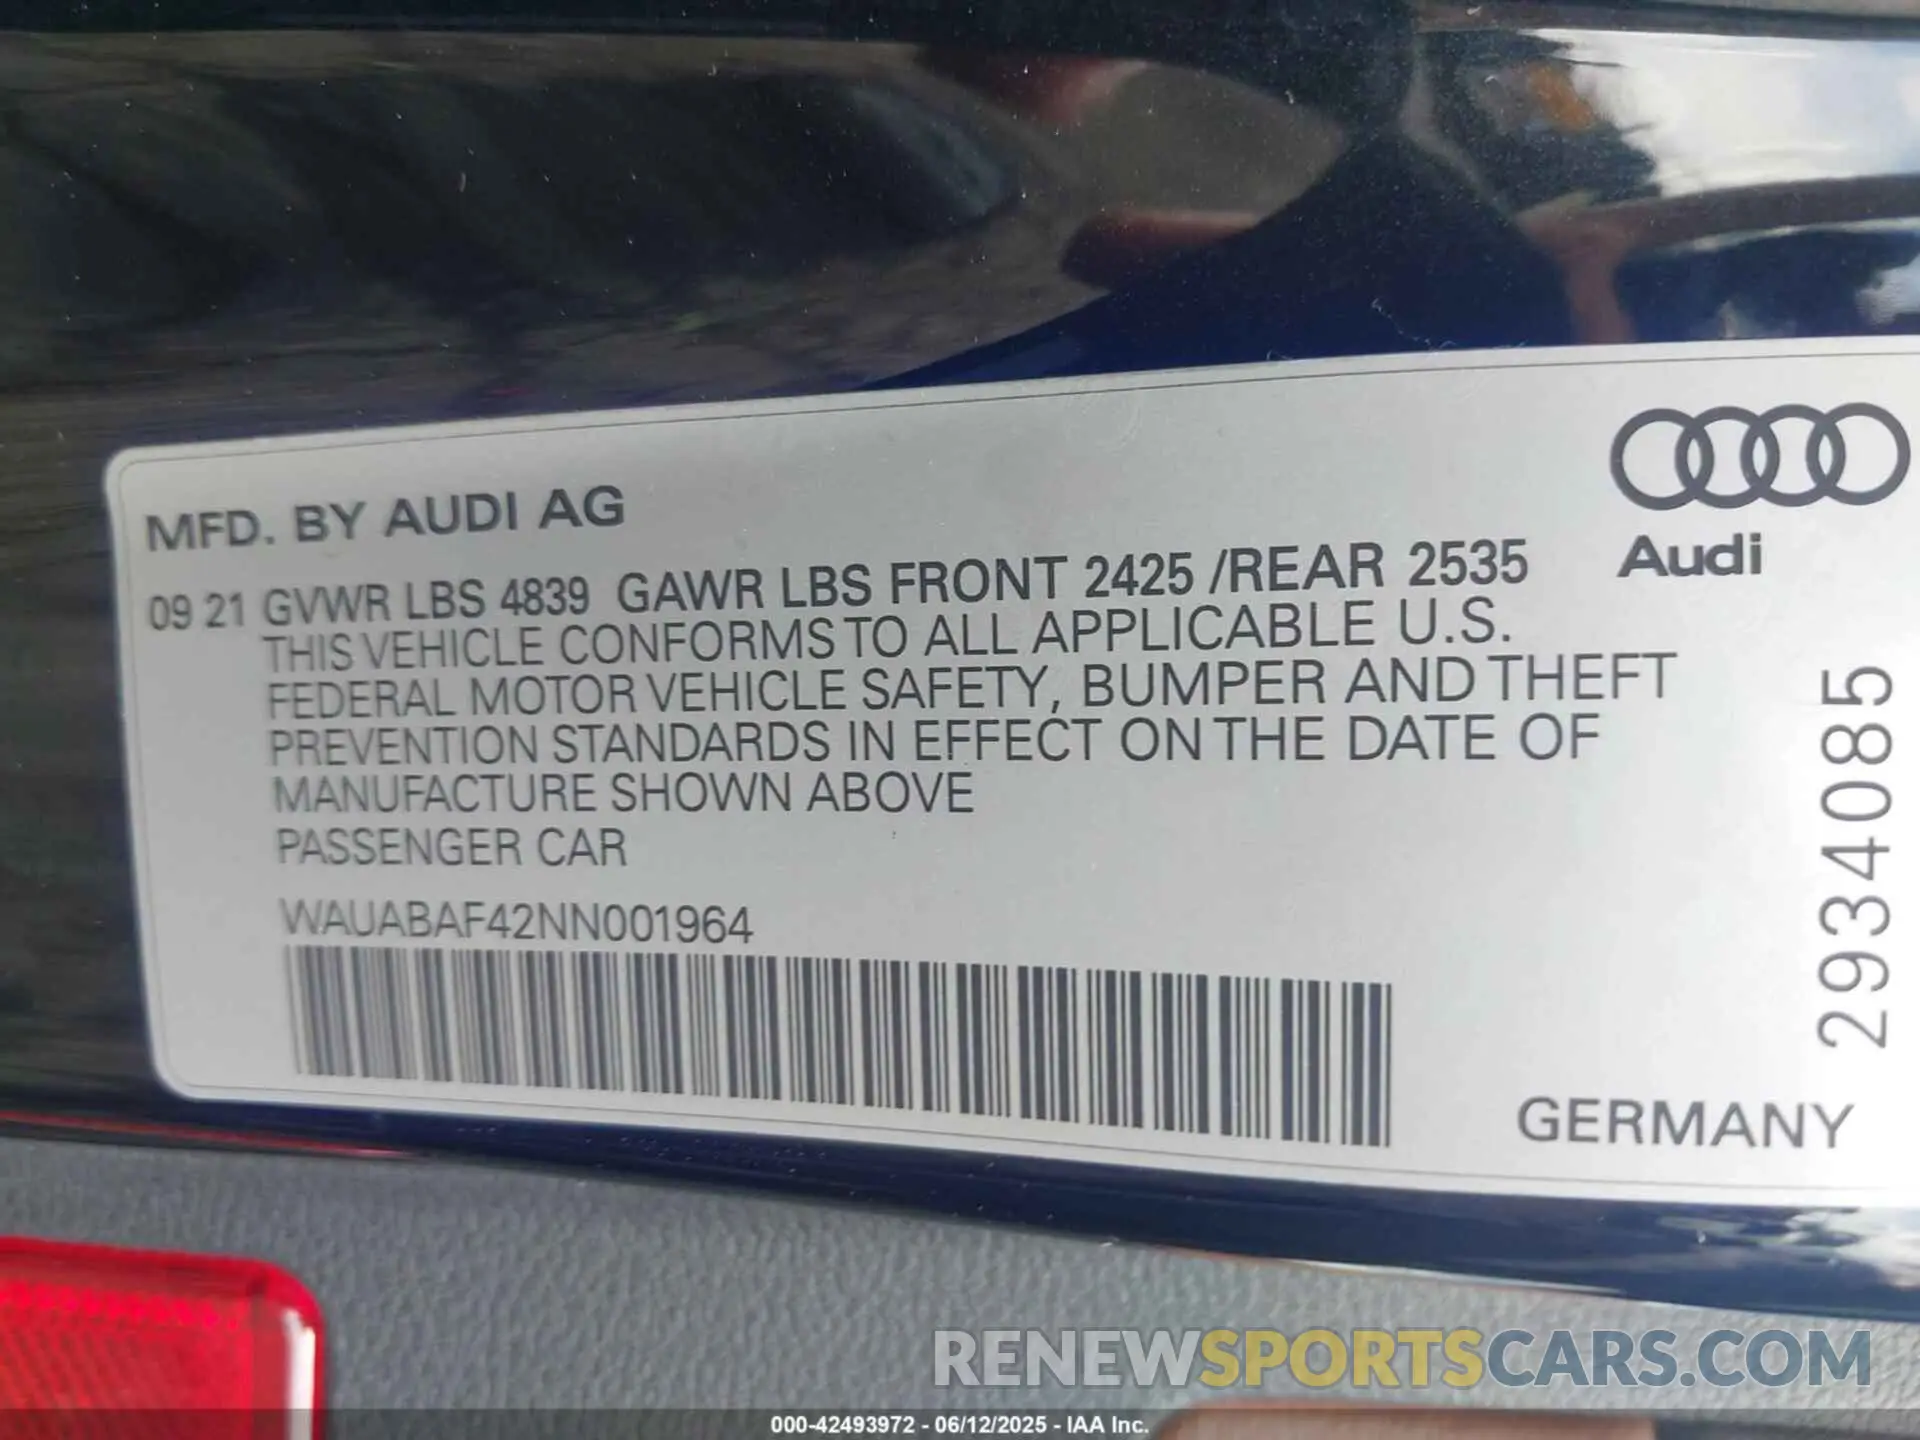 MFD. BY AUDI AG
09 21 GVWR LBS 4839 GAWR LBS FRONT 2425 /REAR 2535
THIS VEHICLE CONFORMS TO ALL APPLICABLE U.S.
FEDERAL MOTOR VEHICLE SAFETY, BUMPER AND THEFT
PREVENTION STANDARDS IN EFFECT ON THE DATE OF
MANUFACTURE SHOWN ABOVE
PASSENGER CAR
WAUABAF42NN001964
Audi
2934085
GERMANY
RENEWSPORTSCARS.COM
000-42493972 - 06/12/2025 - IAA Inc.